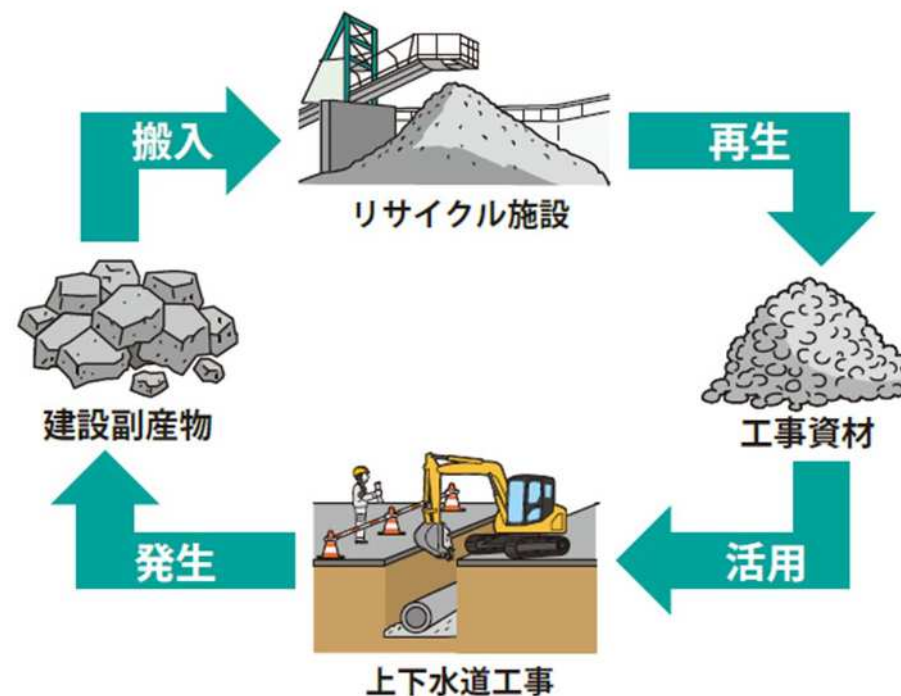 搬入
再生
リサイクル施設
建設副産物
工事資材
発生
活用
上下水道工事